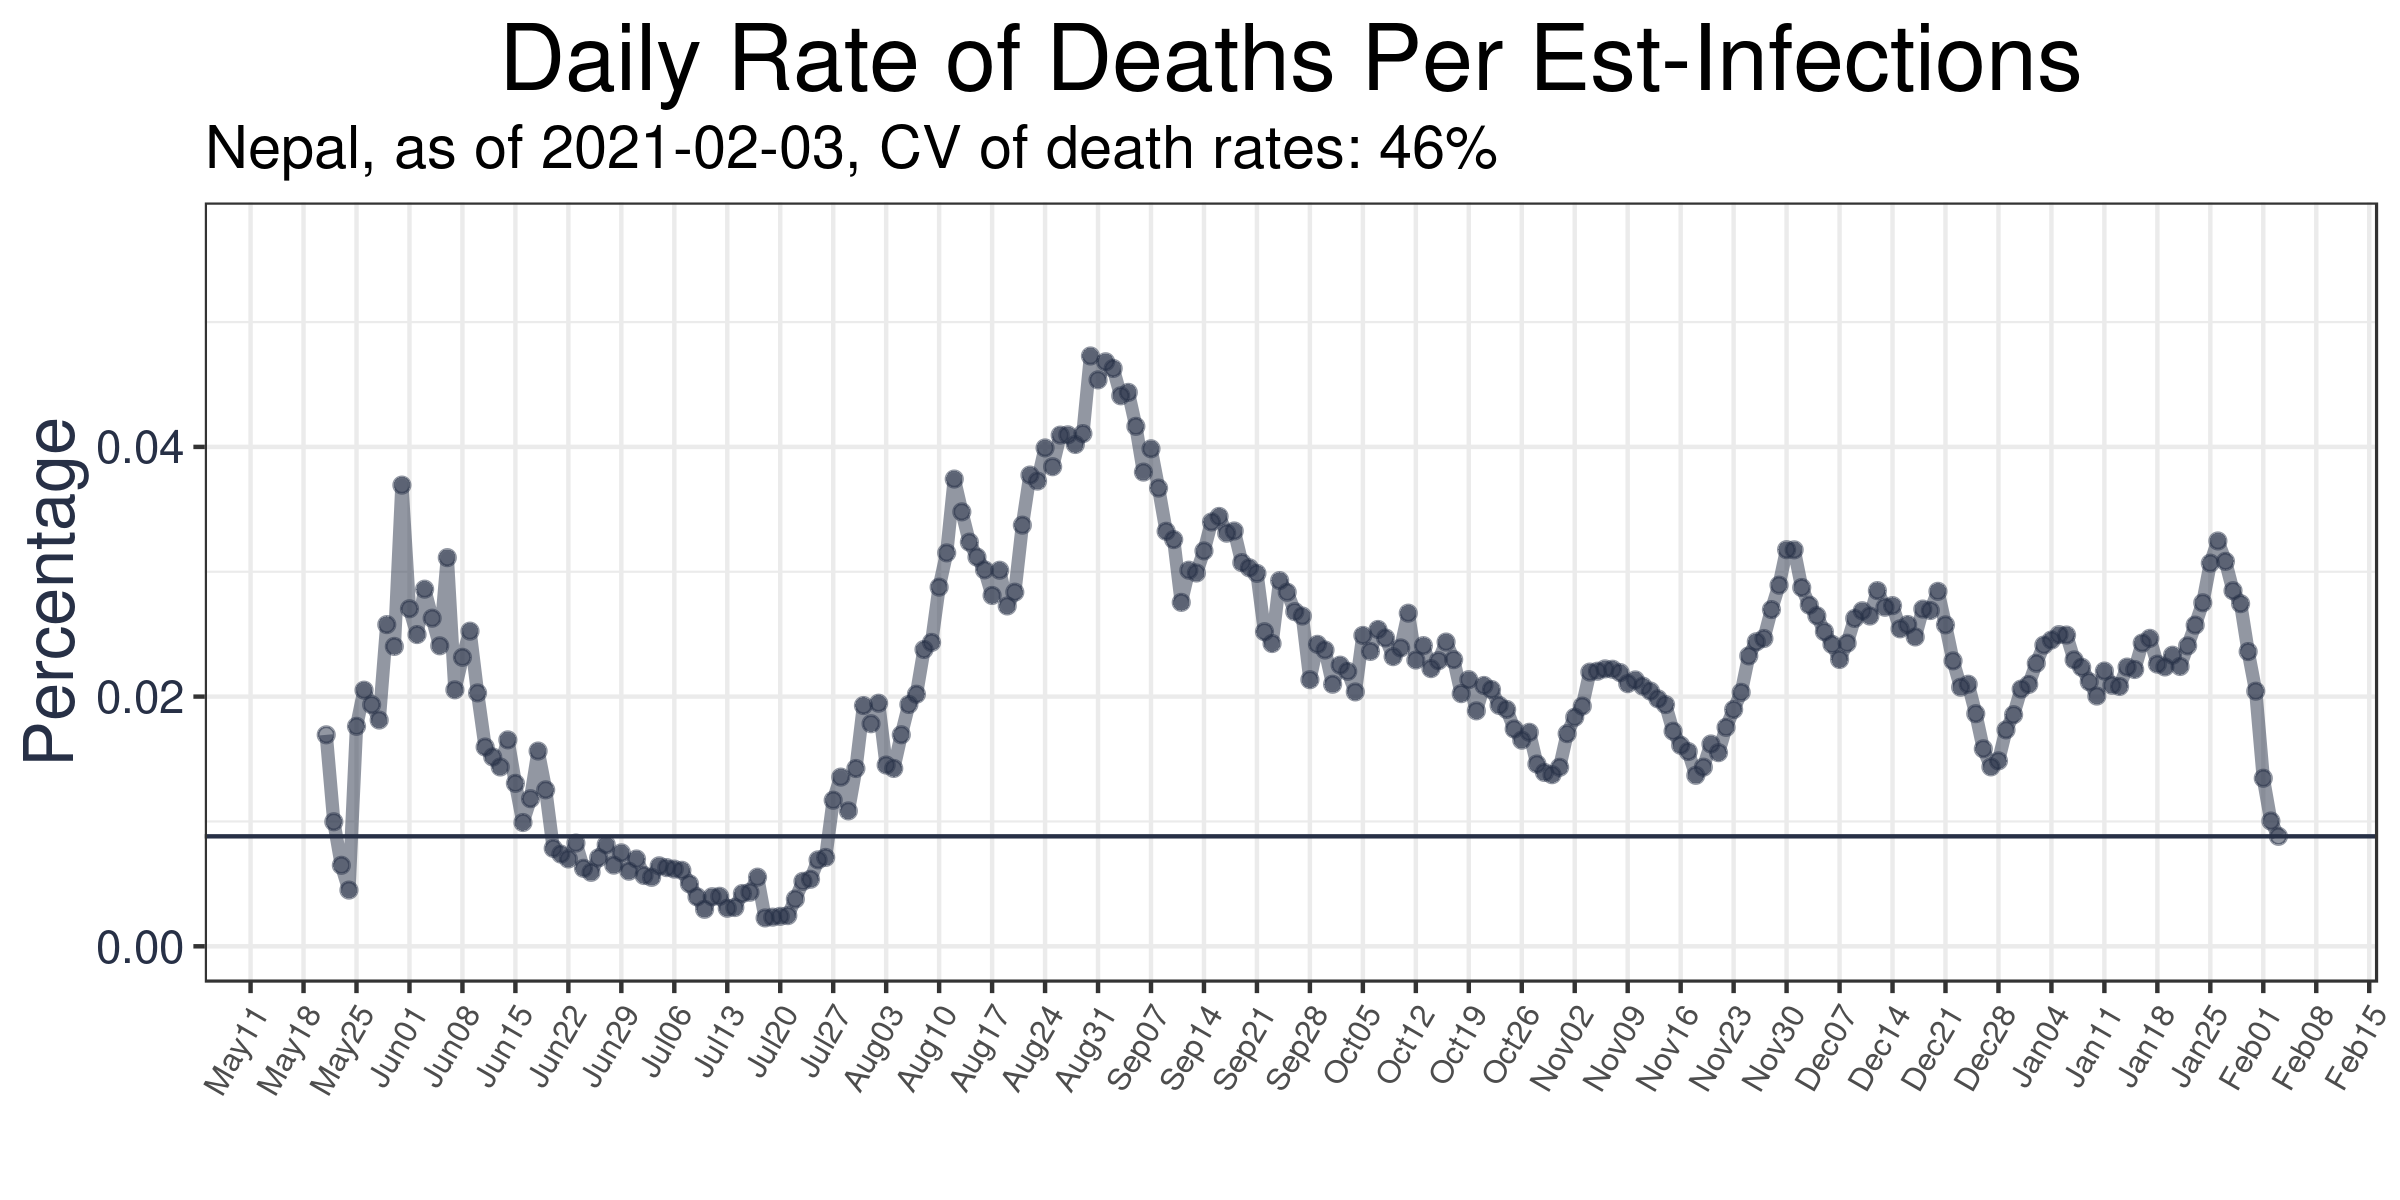 Daily Rate of Deaths Per Est-Infections
Nepal, as of 2021-02-03, CV of death rates: 46%
Percentage
0.04
0.02
0.00
May11 May18 May25 Jun01 Jun08 Jun15 Jun22 Jun29 Jul06 Jul13 Jul20 Jul27 Aug03 Aug10 Aug17 Aug24 Aug31 Sep07 Sep14 Sep21 Sep28 Oct05 Oct12 Oct19 Oct26 Nov02 Nov09 Nov16 Nov23 Nov30 Dec07 Dec14 Dec21 Dec28 Jan04 Jan11 Jan18 Jan25 Feb01 Feb08 Feb15